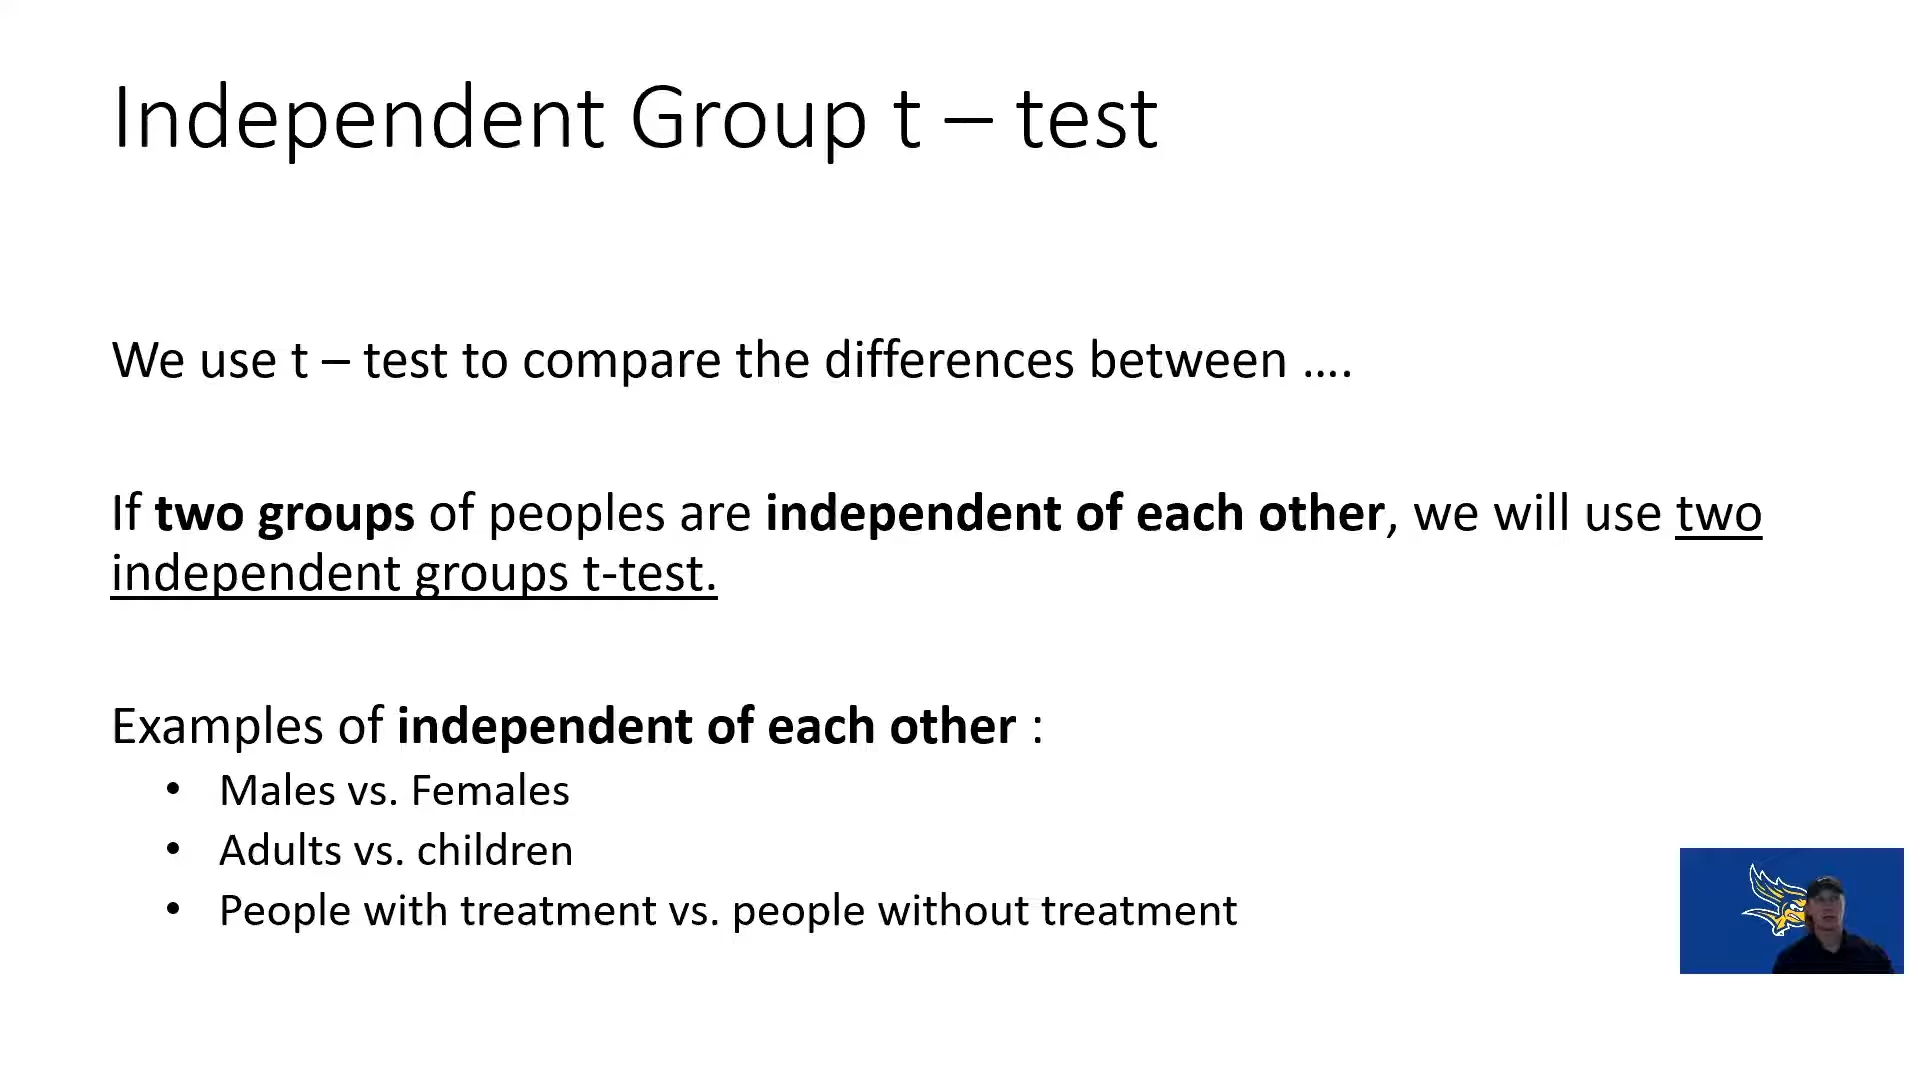 Independent Group t – test
We use t – test to compare the differences between ....
If two groups of peoples are independent of each other, we will use two
independent groups t-test.
Examples of independent of each other :
• Males vs. Females
• Adults vs. children
• People with treatment vs. people without treatment